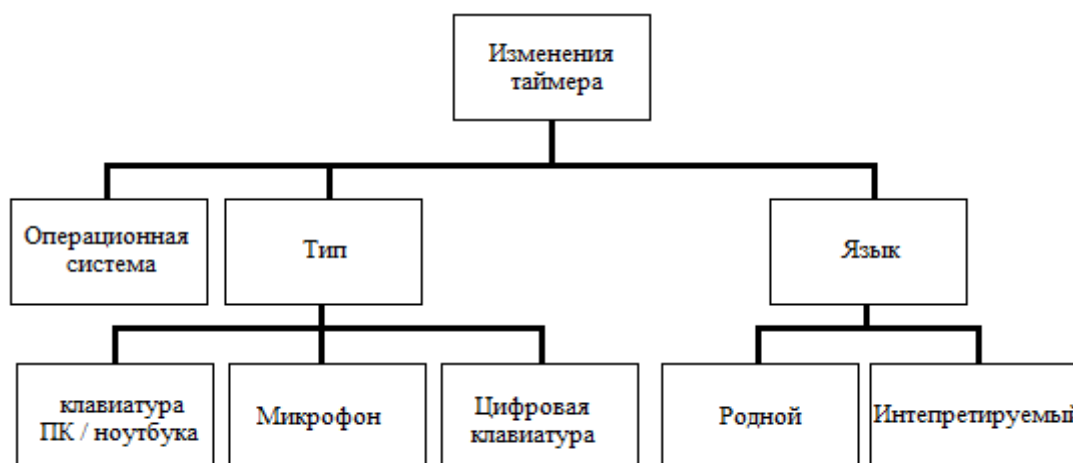 Изменения
таймера
Операционная
система
Тип
Язык
клавиатура
ПК / ноутбука
Микрофон
Цифровая
клавиатура
Родной
Интепретируемый